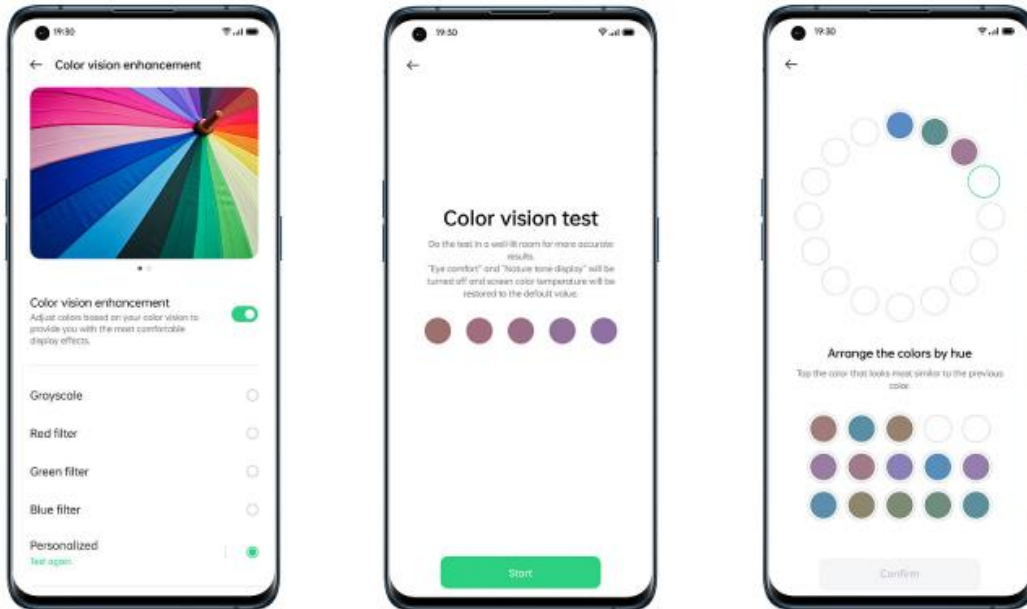 19:30
Color vision enhancement
Color vision enhancement
Adjust colors based on your color vision to
provide you with the most comfortable
display effects.
Grayscale
Red filter
Green filter
Blue filter
Personalized
Test again
19:30
Color vision test
Do the test in a well-lit room for more accurate
results.
"Eye comfort" and "Nature tone display" will be
turned off and screen color temperature will be
restored to the default value.
Start
19:30
Arrange the colors by hue
Tap the color that looks most similar to the previous
color.
Confirm